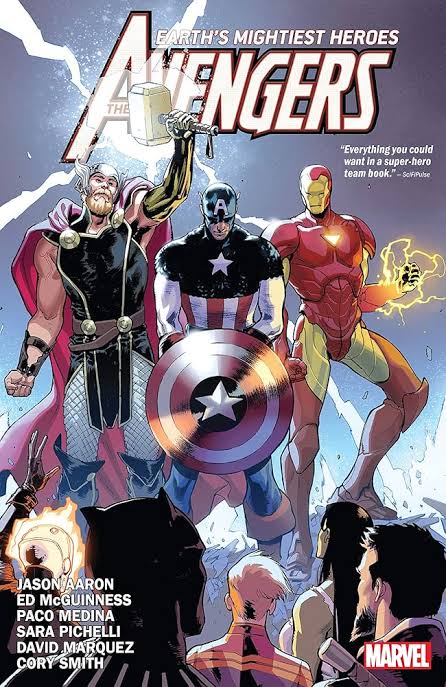 EARTH'S MIGHTIEST HEROES
THE AVENGERS
"Everything you could
want in a super-hero
team book." – SciFiPulse
JASON AARON
ED McGUINNESS
PACO MEDINA
SARA PICHELLI
DAVID MARQUEZ
CORY SMITH
MARVEL
A